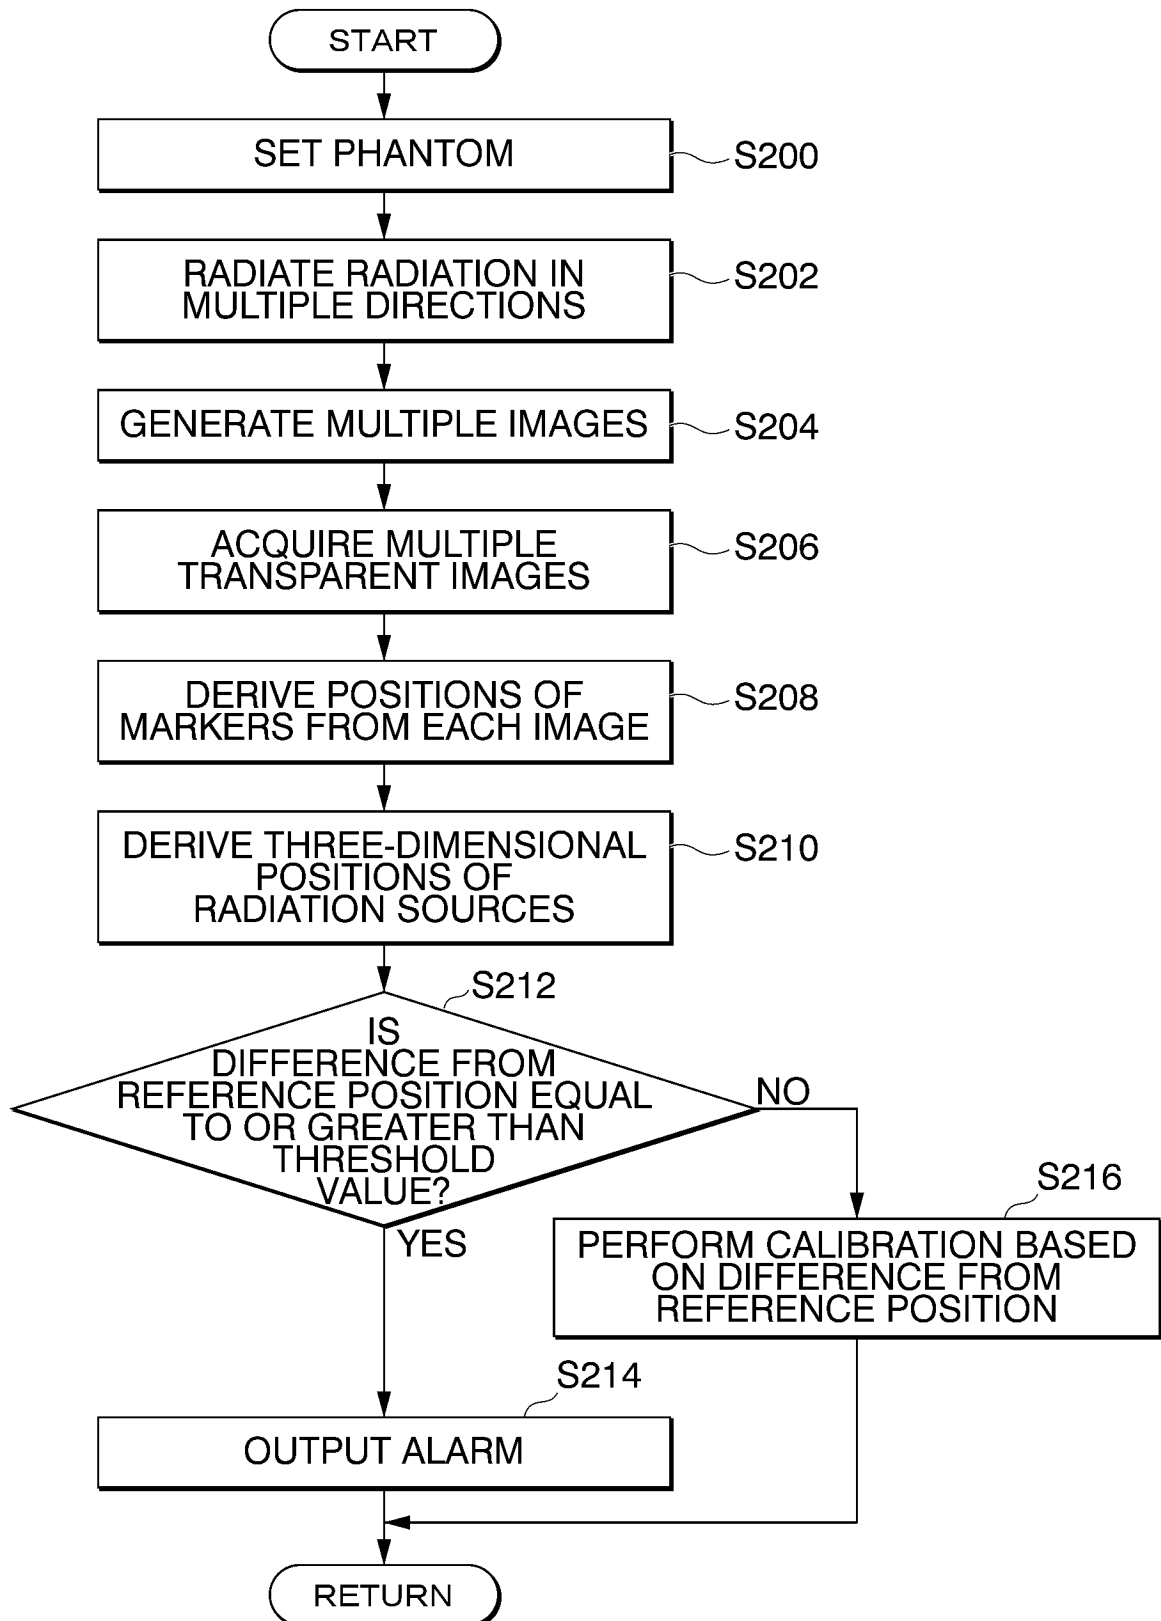 START
SET PHANTOM
S200
RADIATE RADIATION IN
MULTIPLE DIRECTIONS
S202
GENERATE MULTIPLE IMAGES
S204
ACQUIRE MULTIPLE
TRANSPARENT IMAGES
S206
DERIVE POSITIONS OF
MARKERS FROM EACH IMAGE
S208
DERIVE THREE-DIMENSIONAL
POSITIONS OF
RADIATION SOURCES
S210
S212
IS
DIFFERENCE FROM
REFERENCE POSITION EQUAL
TO OR GREATER THAN
THRESHOLD
VALUE?
NO
YES
S216
PERFORM CALIBRATION BASED
ON DIFFERENCE FROM
REFERENCE POSITION
S214
OUTPUT ALARM
RETURN